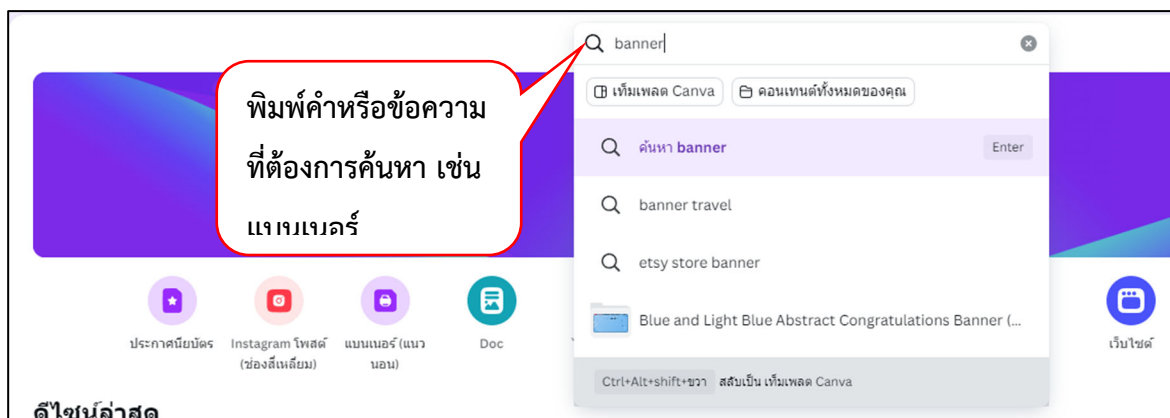 banner
เท็มเพลต Canva
คอนเทนต์ทั้งหมดของคุณ
พิมพ์คำหรือข้อความ
ที่ต้องการค้นหา เช่น
แบนเนอร์
ค้นหา banner
Enter
banner travel
etsy store banner
Blue and Light Blue Abstract Congratulations Banner (...
Ctrl+Alt+shift+ขวา สลับเป็น เท็มเพลต Canva
ประกาศนียบัตร
Instagram โพสต์
(ช่องสี่เหลี่ยม)
แบนเนอร์ (แนว
นอน)
Doc
เว็บไซต์
ดีไซน์ล่าสุด